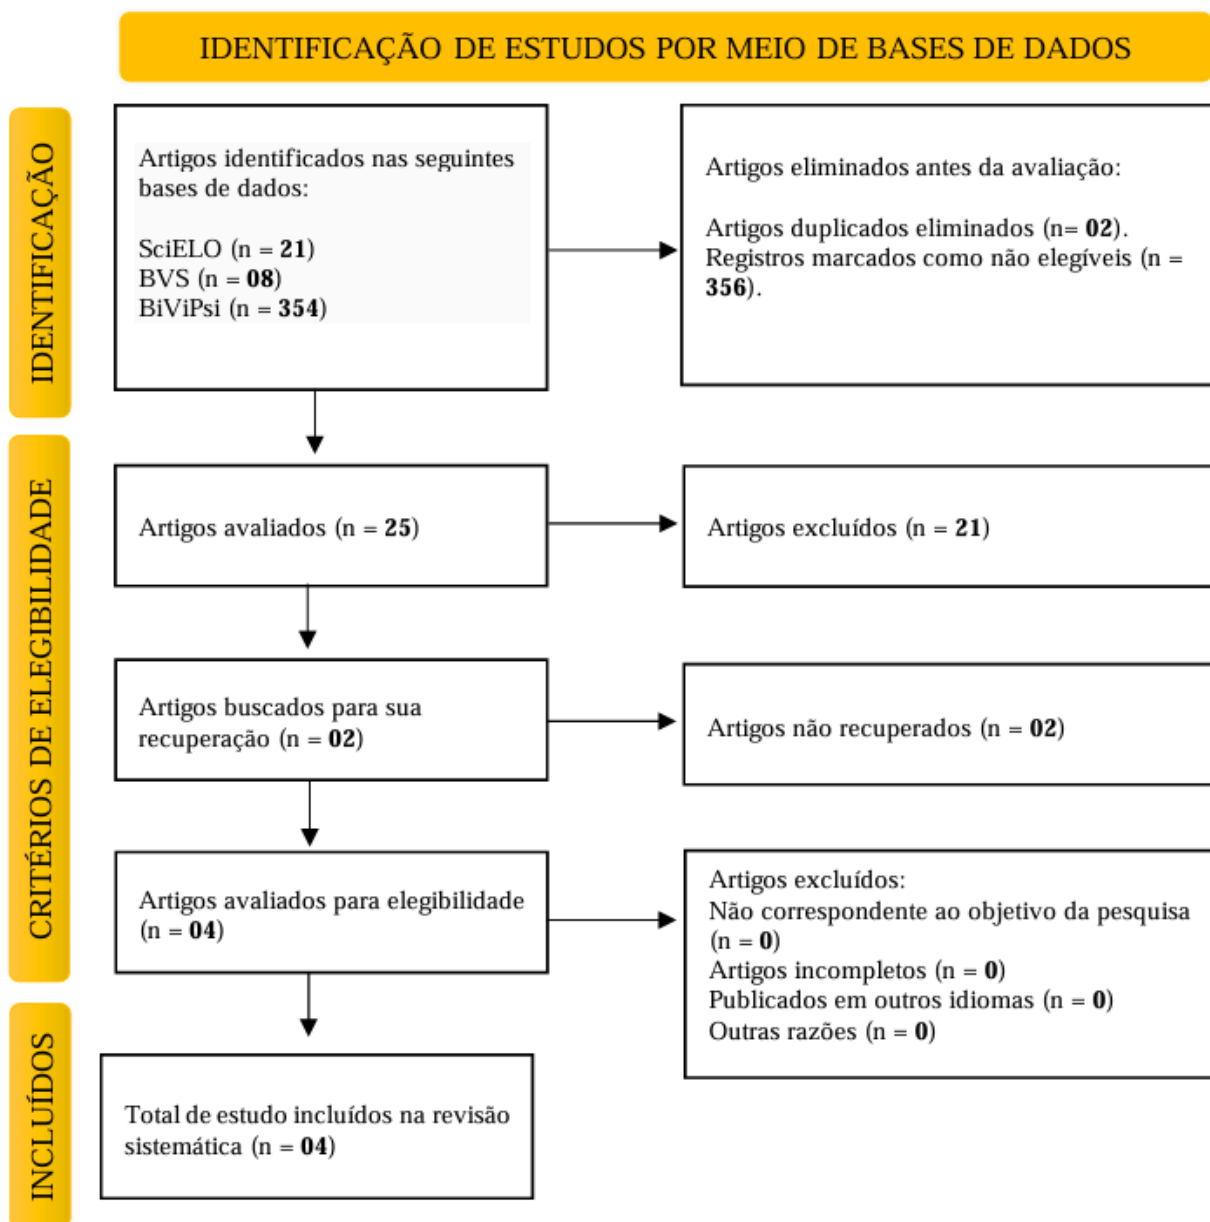 IDENTIFICAÇÃO DE ESTUDOS POR MEIO DE BASES DE DADOS
IDENTIFICAÇÃO
Artigos identificados nas seguintes
bases de dados:
SciELO (n = 21)
BVS (n = 08)
BiViPsi (n = 354)
Artigos eliminados antes da avaliação:
Artigos duplicados eliminados (n= 02).
Registros marcados como não elegíveis (n =
356).
CRITÉRIOS DE ELEGIBILIDADE
Artigos avaliados (n = 25)
Artigos excluídos (n = 21)
Artigos buscados para sua
recuperação (n = 02)
Artigos não recuperados (n = 02)
Artigos avaliados para elegibilidade
(n = 04)
Artigos excluídos:
Não correspondente ao objetivo da pesquisa
(n = 0)
Artigos incompletos (n = 0)
Publicados em outros idiomas (n = 0)
Outras razões (n = 0)
INCLUÍDOS
Total de estudo incluídos na revisão
sistemática (n = 04)